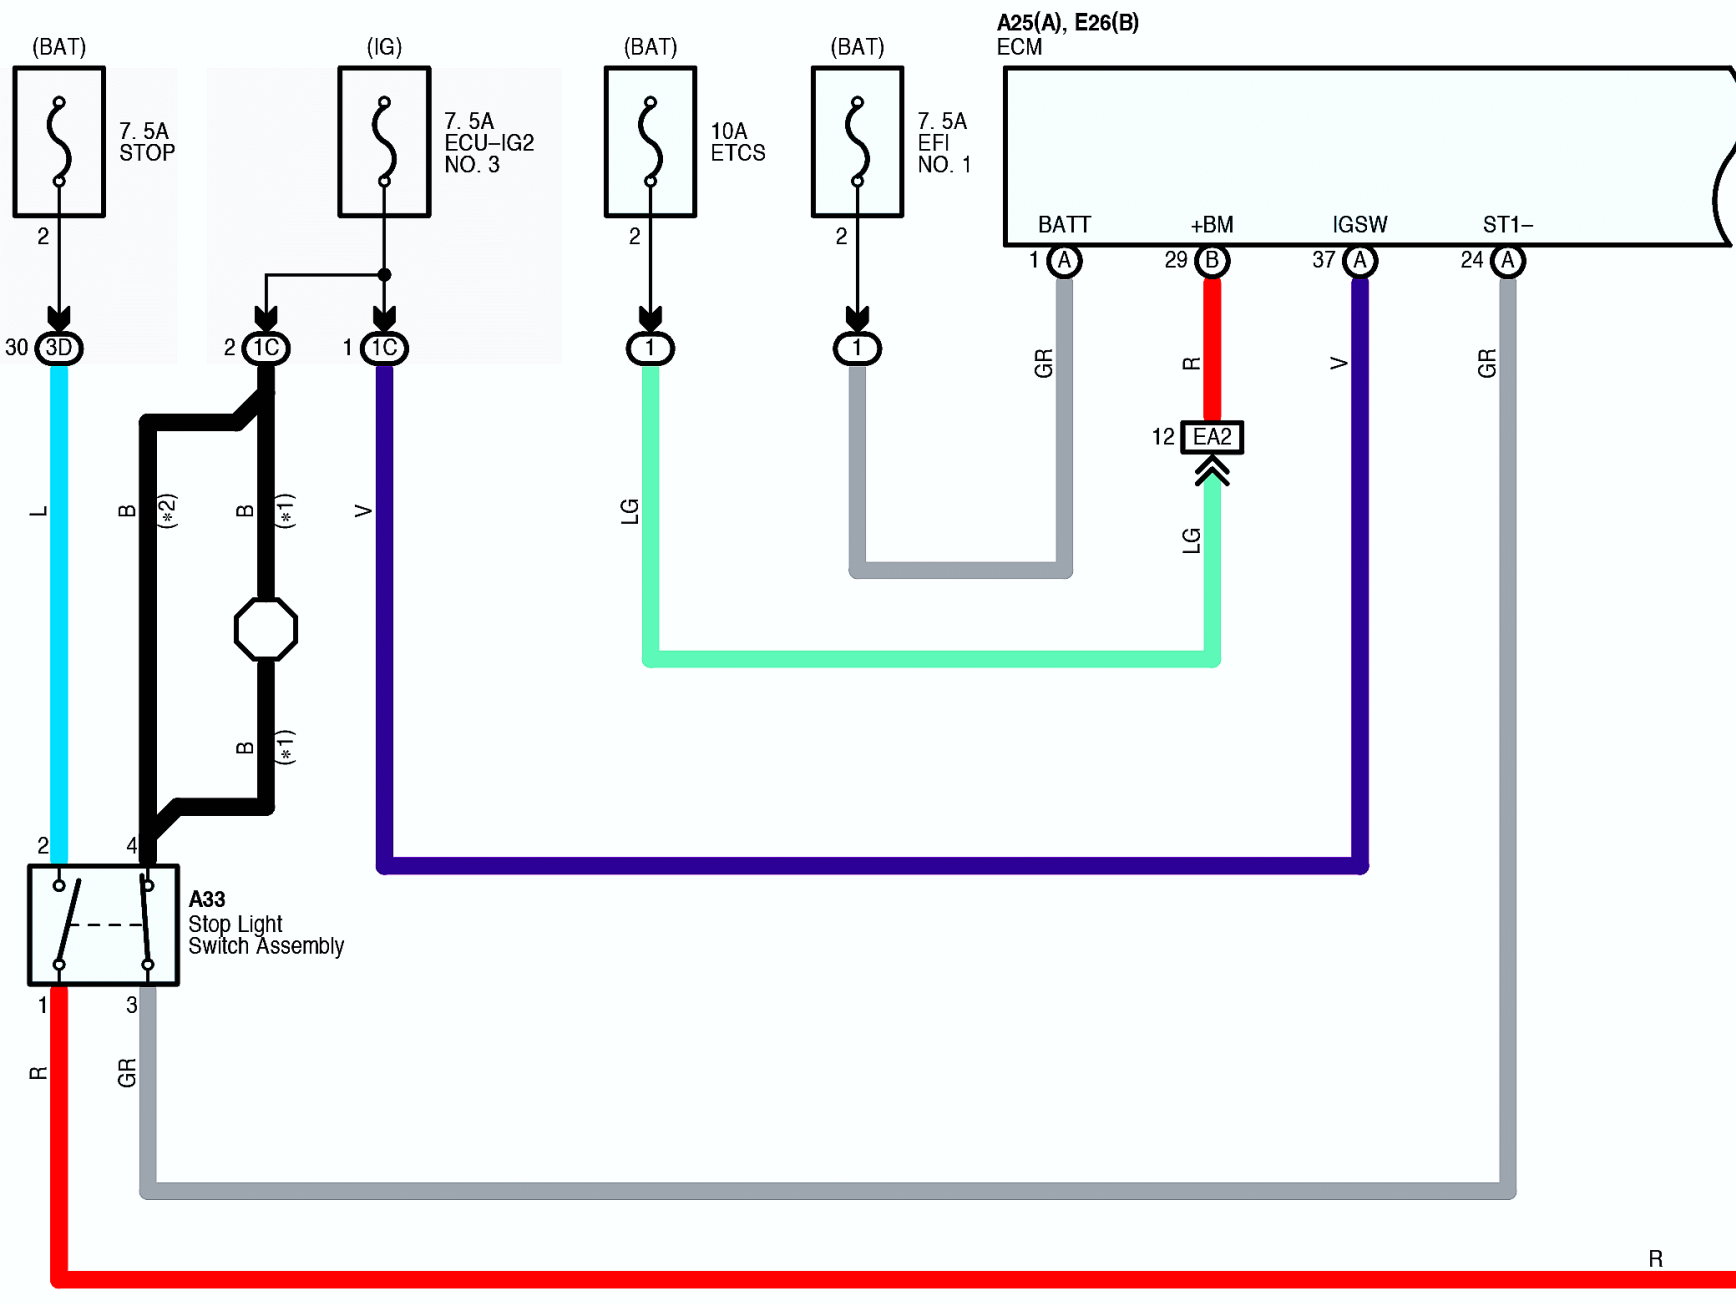 A25(A), E26(B)
ECM
(BAT)
(IG)
(BAT)
(BAT)
7. 5A
STOP
7. 5A
ECU–IG2
NO. 3
10A
ETCS
7. 5A
EFI
NO. 1
BATT
+BM
IGSW
ST1–
2
2
2
1
A
29
B
37
A
24
A
30
3D
2
1C
1
1C
1
1
GR
R
V
GR
12
EA2
L
B
(*2)
B
(*1)
V
LG
LG
B
(*1)
2
4
A33
Stop Light
Switch Assembly
1
3
R
GR
R